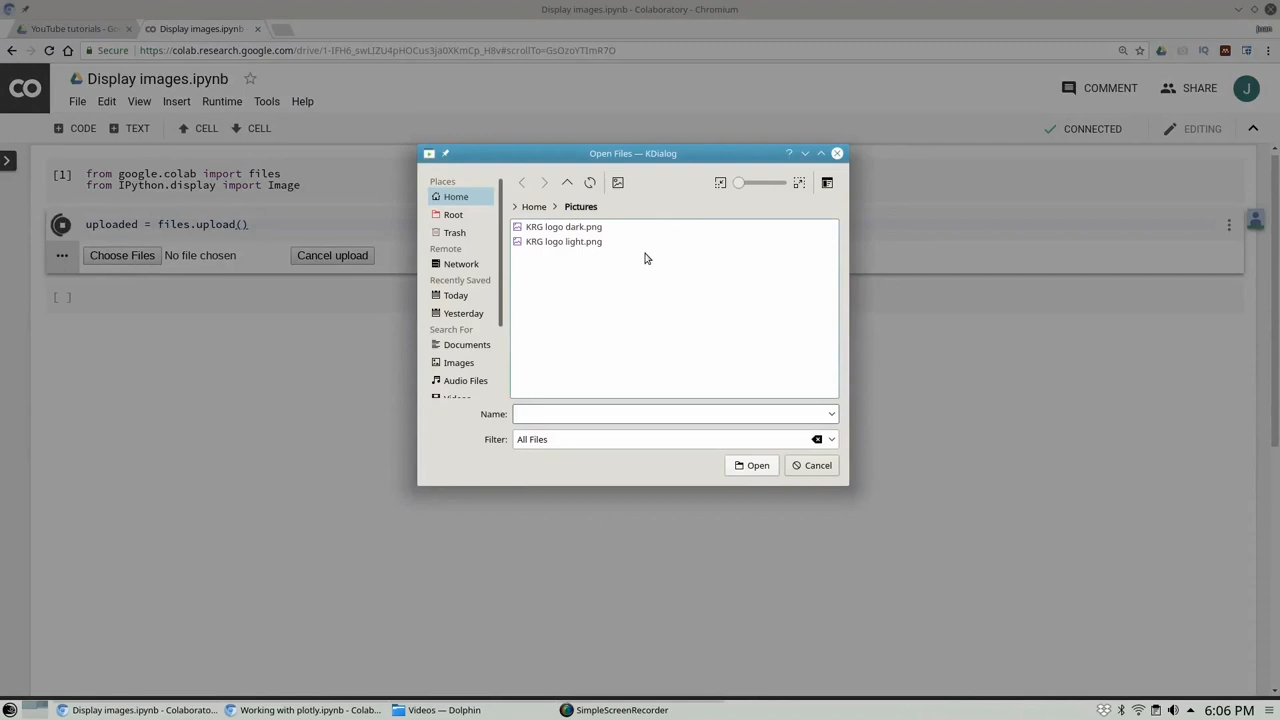 Display images.ipynb - Colaboratory - Chromium
YouTube tutorials - Go
Display images.ipynb - Co
Juan
Secure
https://colab.research.google.com/drive/1-IFH6_swLIZU4pHOCus3ja0XKmCp_H8v#scrollTo=GsOzoYTImR7O
CO
Display images.ipynb
COMMENT
SHARE
J
File Edit View Insert Runtime Tools Help
CODE TEXT CELL CELL
CONNECTED
EDITING
[1] from google.colab import files
from IPython.display import Image
uploaded = files.upload()
Choose Files No file chosen Cancel upload
[ ]
Open Files — KDialog
Places
Home
Root
Trash
Remote
Network
Recently Saved
Today
Yesterday
Search For
Documents
Images
Audio Files
Videos
> Home > Pictures
KRG logo dark.png
KRG logo light.png
Name:
Filter: All Files
Open Cancel
Display images.ipynb - Colaborato...
Working with plotly.ipynb - Colab...
Videos — Dolphin
SimpleScreenRecorder
6:06 PM